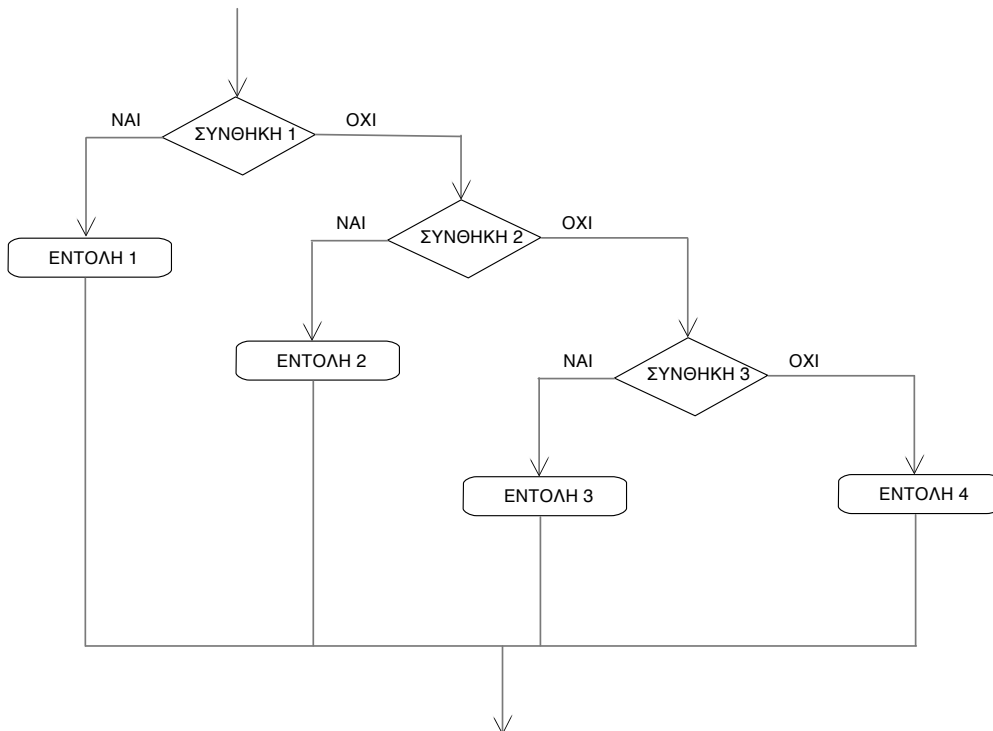 ΝΑΙ
ΣΥΝΘΗΚΗ 1
ΟΧΙ
ΝΑΙ
ΣΥΝΘΗΚΗ 2
ΟΧΙ
ΕΝΤΟΛΗ 1
ΕΝΤΟΛΗ 2
ΝΑΙ
ΣΥΝΘΗΚΗ 3
ΟΧΙ
ΕΝΤΟΛΗ 3
ΕΝΤΟΛΗ 4